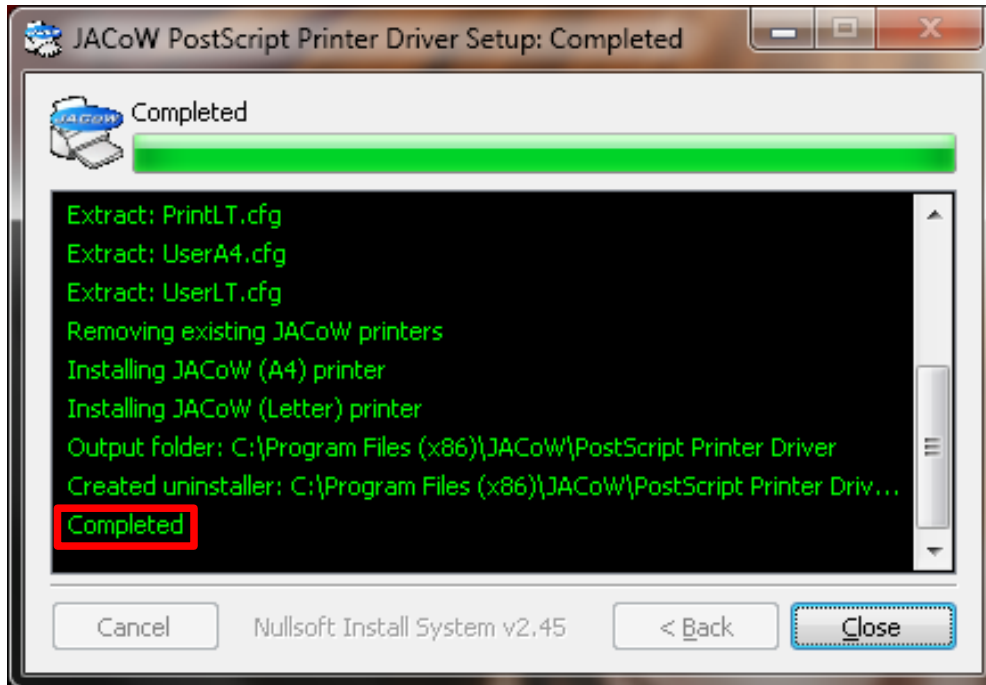 JACoW PostScript Printer Driver Setup: Completed
JACoW
Completed
Extract: PrintLT.cfg
Extract: UserA4.cfg
Extract: UserLT.cfg
Removing existing JACoW printers
Installing JACoW (A4) printer
Installing JACoW (Letter) printer
Output folder: C:\Program Files (x86)\JACoW\PostScript Printer Driver
Created uninstaller: C:\Program Files (x86)\JACoW\PostScript Printer Driv...
Completed
Cancel Nullsoft Install System v2.45 < Back Close